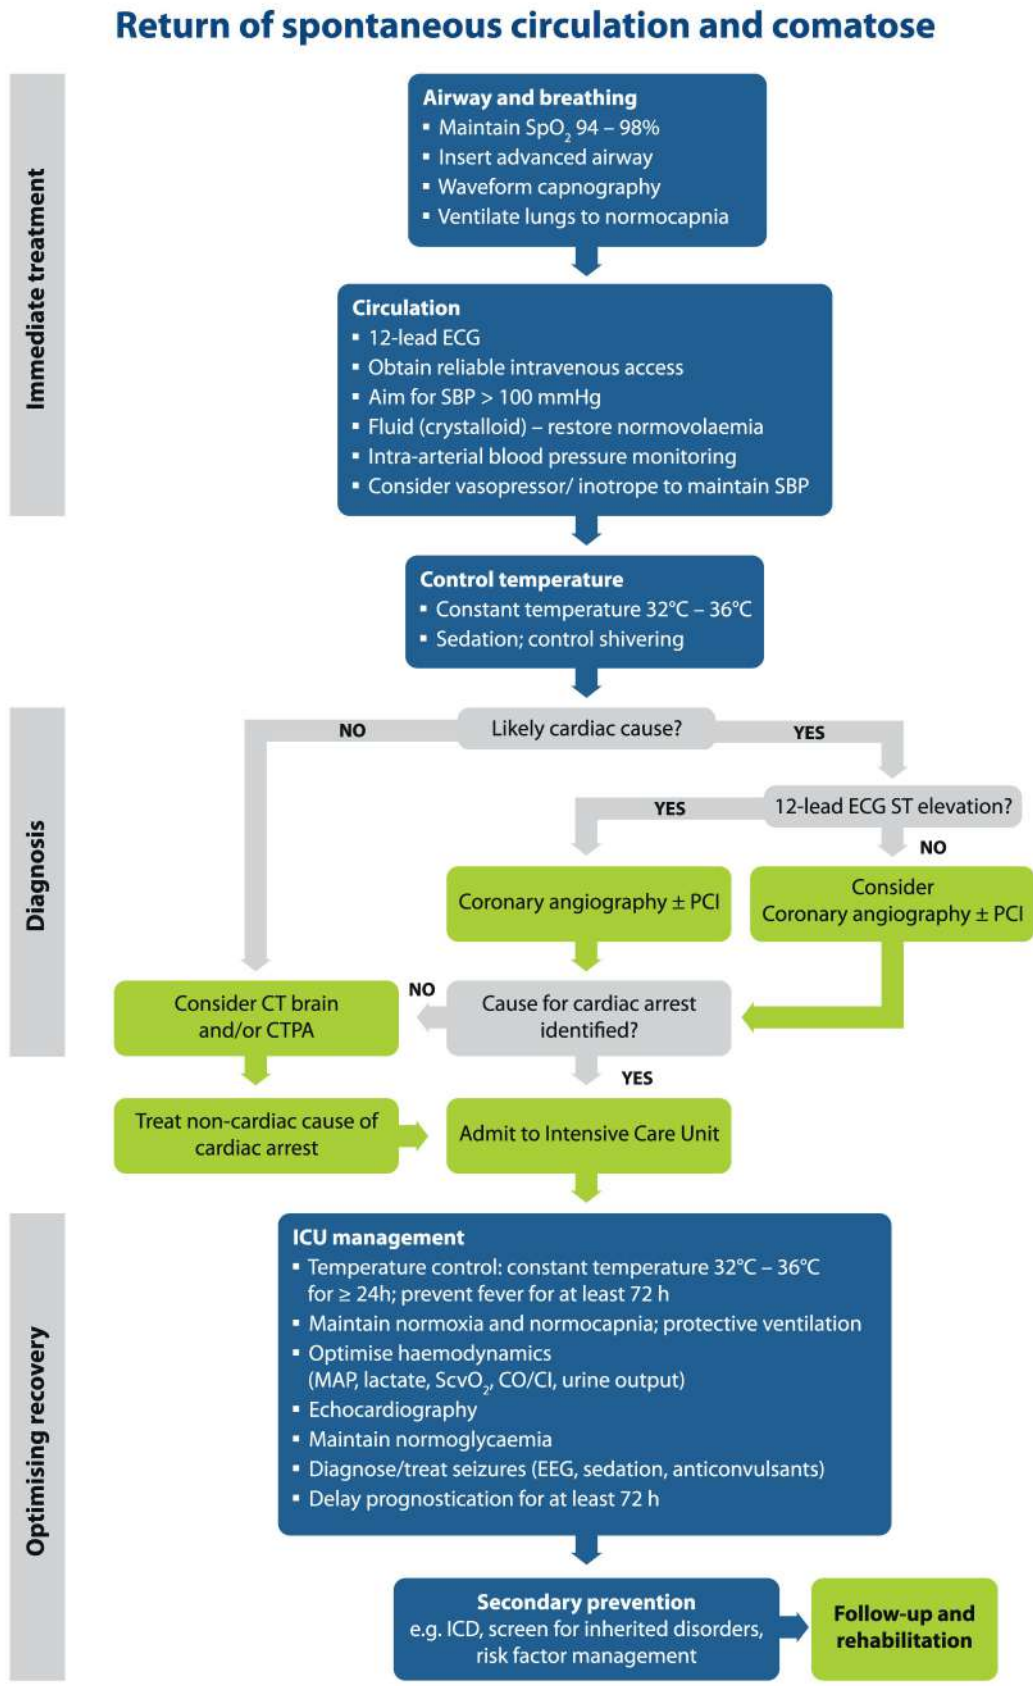 Return of spontaneous circulation and comatose
Immediate treatment
Airway and breathing
▪ Maintain SpO₂ 94 – 98%
▪ Insert advanced airway
▪ Waveform capnography
▪ Ventilate lungs to normocapnia
Circulation
▪ 12-lead ECG
▪ Obtain reliable intravenous access
▪ Aim for SBP > 100 mmHg
▪ Fluid (crystalloid) – restore normovolaemia
▪ Intra-arterial blood pressure monitoring
▪ Consider vasopressor/ inotrope to maintain SBP
Control temperature
▪ Constant temperature 32°C – 36°C
▪ Sedation; control shivering
Diagnosis
Likely cardiac cause?
NO
YES
12-lead ECG ST elevation?
YES
NO
Coronary angiography ± PCI
Consider
Coronary angiography ± PCI
Consider CT brain
and/or CTPA
NO
Cause for cardiac arrest
identified?
YES
Treat non-cardiac cause of
cardiac arrest
Admit to Intensive Care Unit
Optimising recovery
ICU management
▪ Temperature control: constant temperature 32°C – 36°C
for ≥ 24h; prevent fever for at least 72 h
▪ Maintain normoxia and normocapnia; protective ventilation
▪ Optimise haemodynamics
(MAP, lactate, ScvO₂, CO/CI, urine output)
▪ Echocardiography
▪ Maintain normoglycaemia
▪ Diagnose/treat seizures (EEG, sedation, anticonvulsants)
▪ Delay prognostication for at least 72 h
Secondary prevention
e.g. ICD, screen for inherited disorders,
risk factor management
Follow-up and
rehabilitation